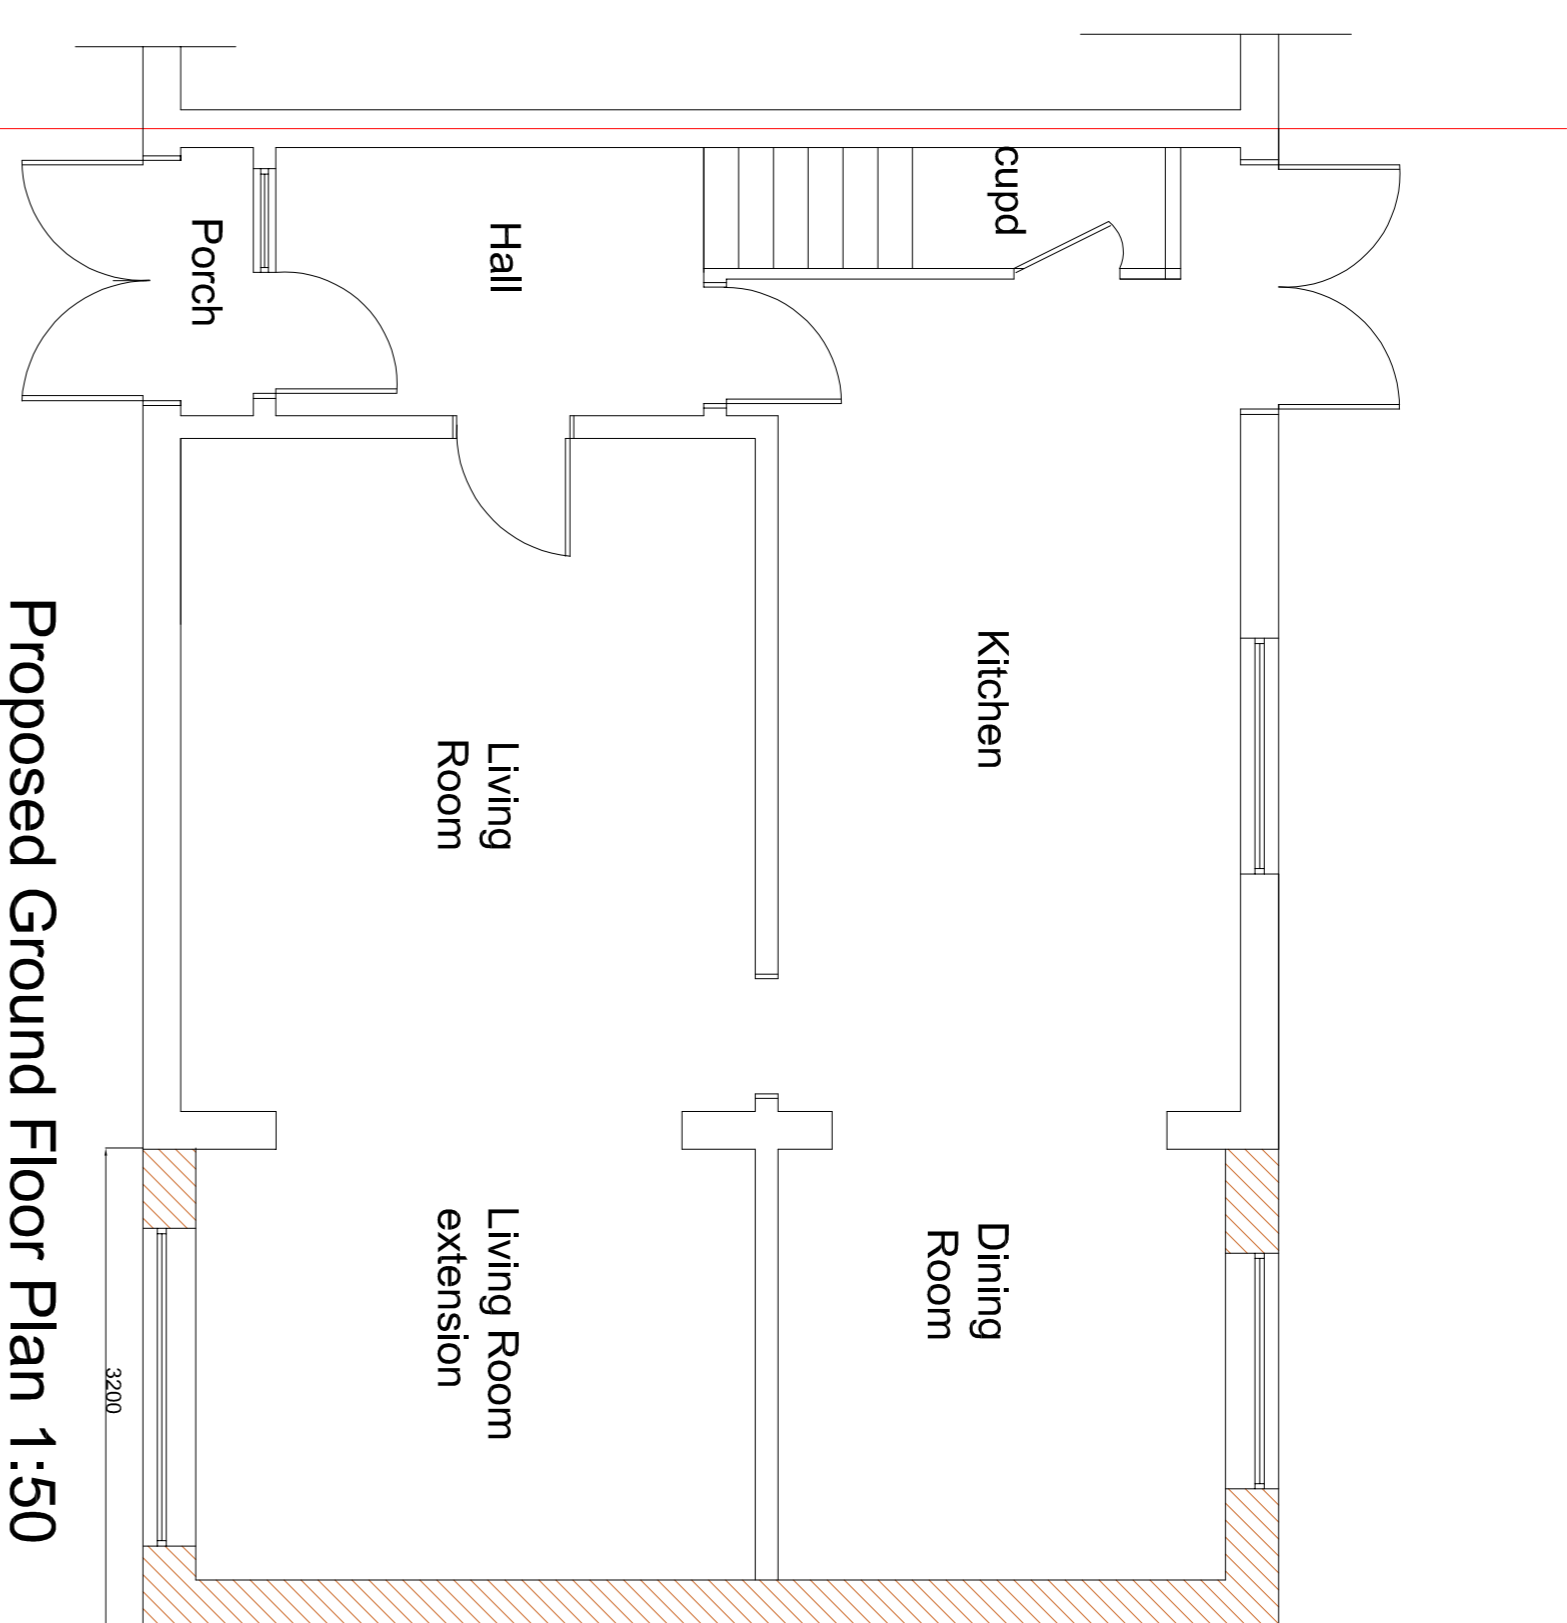 cupd
Porch
Hall
Kitchen
Living
Room
Dining
Room
Living Room
extension
3200
Proposed Ground Floor Plan 1:50